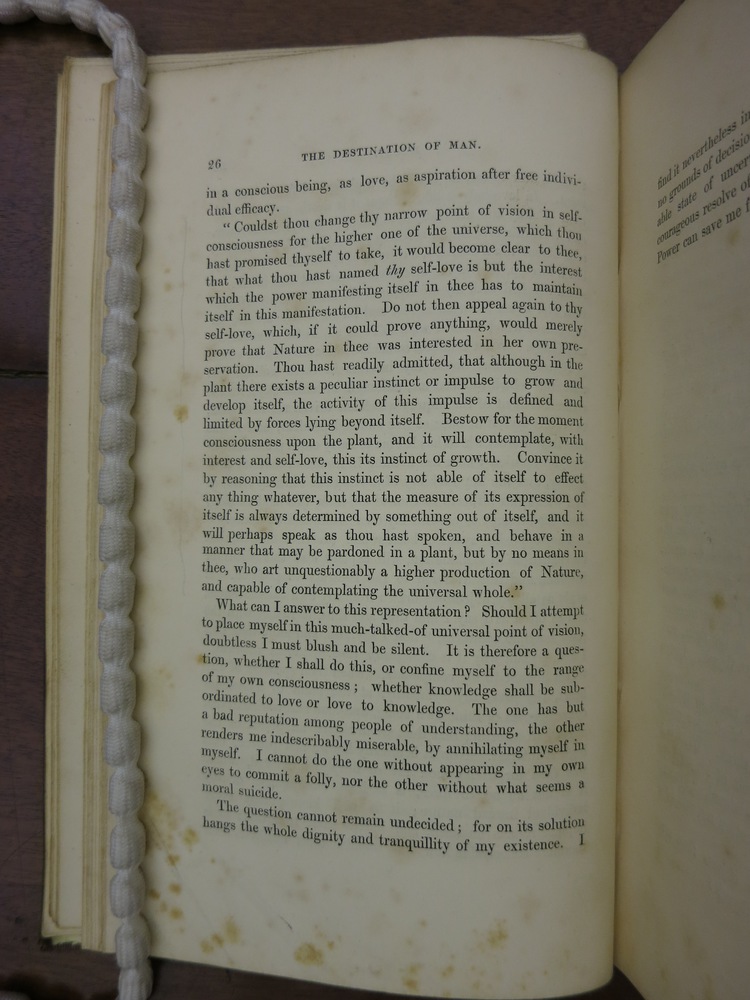 26
THE DESTINATION OF MAN.
in a conscious being, as love, as aspiration after free indivi-
dual efficacy.
“Couldst thou change thy narrow point of vision in self-
consciousness for the higher one of the universe, which thou
hast promised thyself to take, it would become clear to thee,
that what thou hast named thy self-love is but the interest
which the power manifesting itself in thee has to maintain
itself in this manifestation. Do not then appeal again to thy
self-love, which, if it could prove anything, would merely
prove that Nature in thee was interested in her own pre-
servation. Thou hast readily admitted, that although in the
plant there exists a peculiar instinct or impulse to grow and
develop itself, the activity of this impulse is defined and
limited by forces lying beyond itself. Bestow for the moment
consciousness upon the plant, and it will contemplate, with
interest and self-love, this its instinct of growth. Convince it
by reasoning that this instinct is not able of itself to effect
any thing whatever, but that the measure of its expression of
itself is always determined by something out of itself, and it
will perhaps speak as thou hast spoken, and behave in a
manner that may be pardoned in a plant, but by no means in
thee, who art unquestionably a higher production of Nature,
and capable of contemplating the universal whole.”
What can I answer to this representation? Should I attempt
to place myself in this much-talked-of universal point of vision,
doubtless I must blush and be silent. It is therefore a ques-
tion, whether I shall do this, or confine myself to the range
of my own consciousness; whether knowledge shall be sub-
ordinated to love or love to knowledge. The one has but
a bad reputation among people of understanding, the other
renders me indescribably miserable, by annihilating myself in
myself. I cannot do the one without appearing in my own
eyes to commit a folly, nor the other without what seems a
moral suicide.
The question cannot remain undecided; for on its solution
hangs the whole dignity and tranquillity of my existence. I
find it nevertheless in
no grounds of decision
able state of uncer
courageous resolve of
Power can save me f